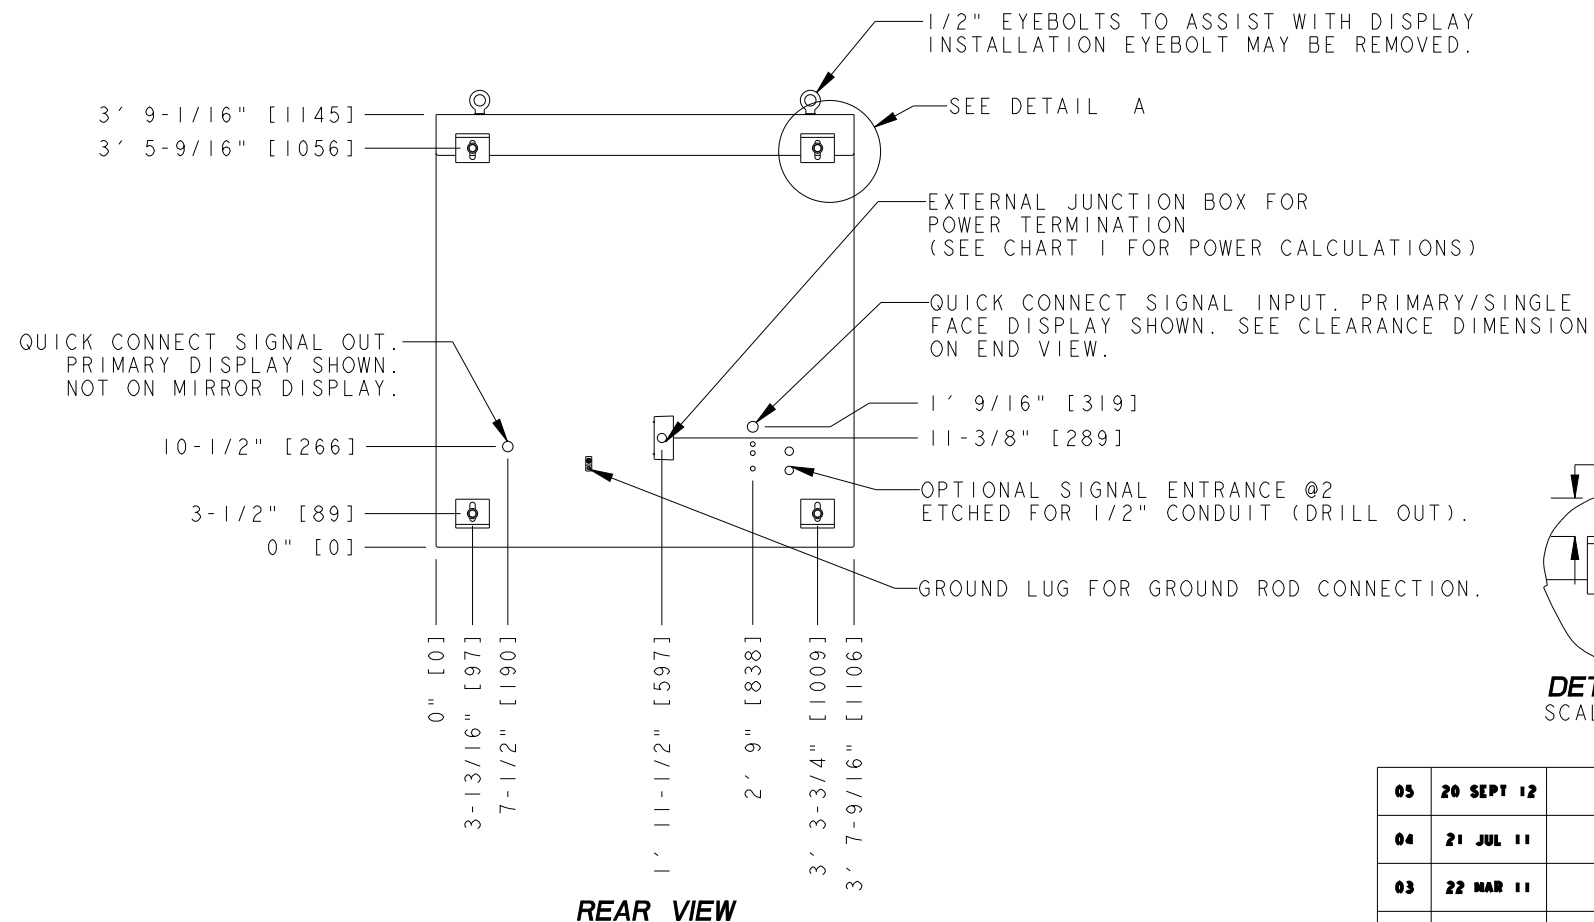 1/2" EYEBOLTS TO ASSIST WITH DISPLAY
INSTALLATION EYEBOLT MAY BE REMOVED.
3´ 9-1/16" [1145]
SEE DETAIL A
3´ 5-9/16" [1056]
EXTERNAL JUNCTION BOX FOR
POWER TERMINATION
(SEE CHART 1 FOR POWER CALCULATIONS)
QUICK CONNECT SIGNAL INPUT. PRIMARY/SINGLE
FACE DISPLAY SHOWN. SEE CLEARANCE DIMENSION
ON END VIEW.
QUICK CONNECT SIGNAL OUT.
PRIMARY DISPLAY SHOWN.
NOT ON MIRROR DISPLAY.
1´ 9/16" [319]
11-3/8" [289]
10-1/2" [266]
OPTIONAL SIGNAL ENTRANCE @2
ETCHED FOR 1/2" CONDUIT (DRILL OUT).
3-1/2" [89]
0" [0]
GROUND LUG FOR GROUND ROD CONNECTION.
0" [0]
3-13/16" [97]
7-1/2" [190]
1´ 11-1/2" [597]
2´ 9" [838]
3´ 3-3/4" [1009]
3´ 7-9/16" [1106]
REAR VIEW
05 20 SEPT 12
04 21 JUL 11
03 22 MAR 11